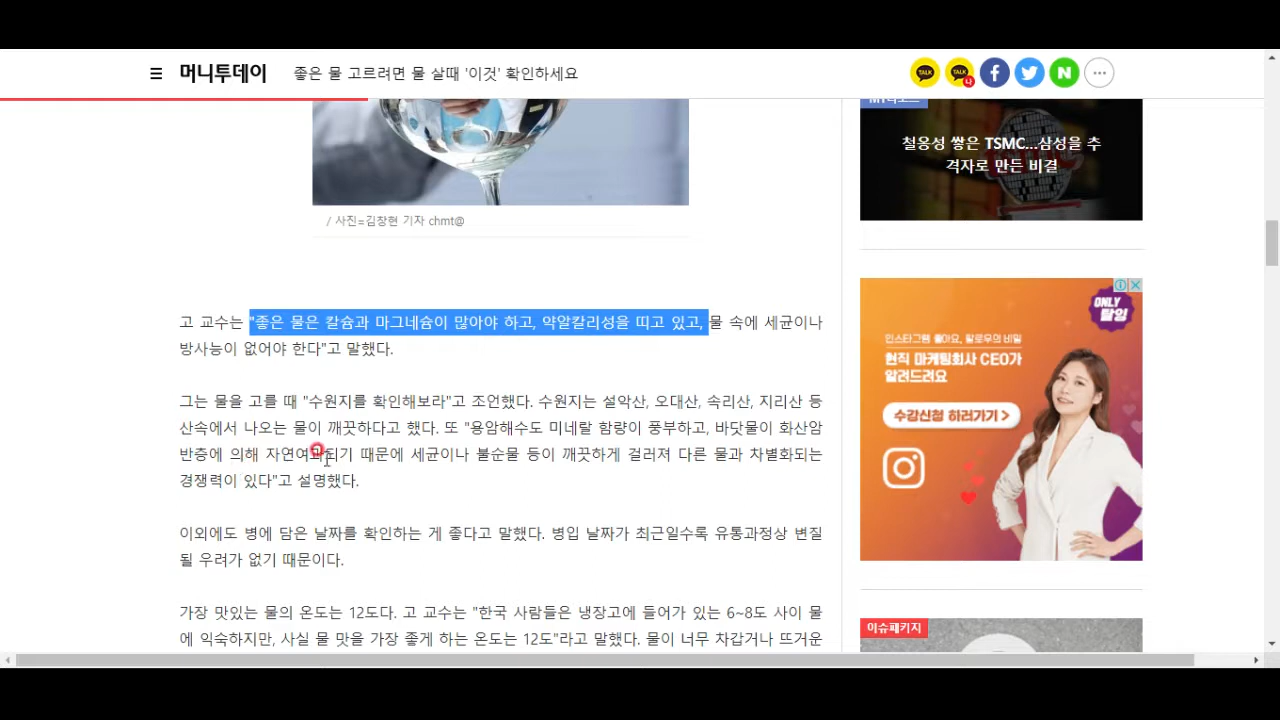 머니투데이
좋은 물 고르려면 물 살때 '이것' 확인하세요
TALK
TALK
나
N
철옹성 쌓은 TSMC...삼성을 추
격자로 만든 비결
/ 사진=김창현 기자 chmt@
고 교수는 "좋은 물은 칼슘과 마그네슘이 많아야 하고, 약알칼리성을 띠고 있고, 물 속에 세균이나
방사능이 없어야 한다"고 말했다.
그는 물을 고를 때 "수원지를 확인해보라"고 조언했다. 수원지는 설악산, 오대산, 속리산, 지리산 등
산속에서 나오는 물이 깨끗하다고 했다. 또 "용암해수도 미네랄 함량이 풍부하고, 바닷물이 화산암
반층에 의해 자연여과되기 때문에 세균이나 불순물 등이 깨끗하게 걸러져 다른 물과 차별화되는
경쟁력이 있다"고 설명했다.
이외에도 병에 담은 날짜를 확인하는 게 좋다고 말했다. 병입 날짜가 최근일수록 유통과정상 변질
될 우려가 없기 때문이다.
가장 맛있는 물의 온도는 12도다. 고 교수는 "한국 사람들은 냉장고에 들어가 있는 6~8도 사이 물
에 익숙하지만, 사실 물 맛을 가장 좋게 하는 온도는 12도"라고 말했다. 물이 너무 차갑거나 뜨거운
ONLY
탈잉
인스타그램 좋아요, 팔로우의 비밀
현직 마케팅회사 CEO가
알려드려요
수강신청 하러가기 >
이슈패키지